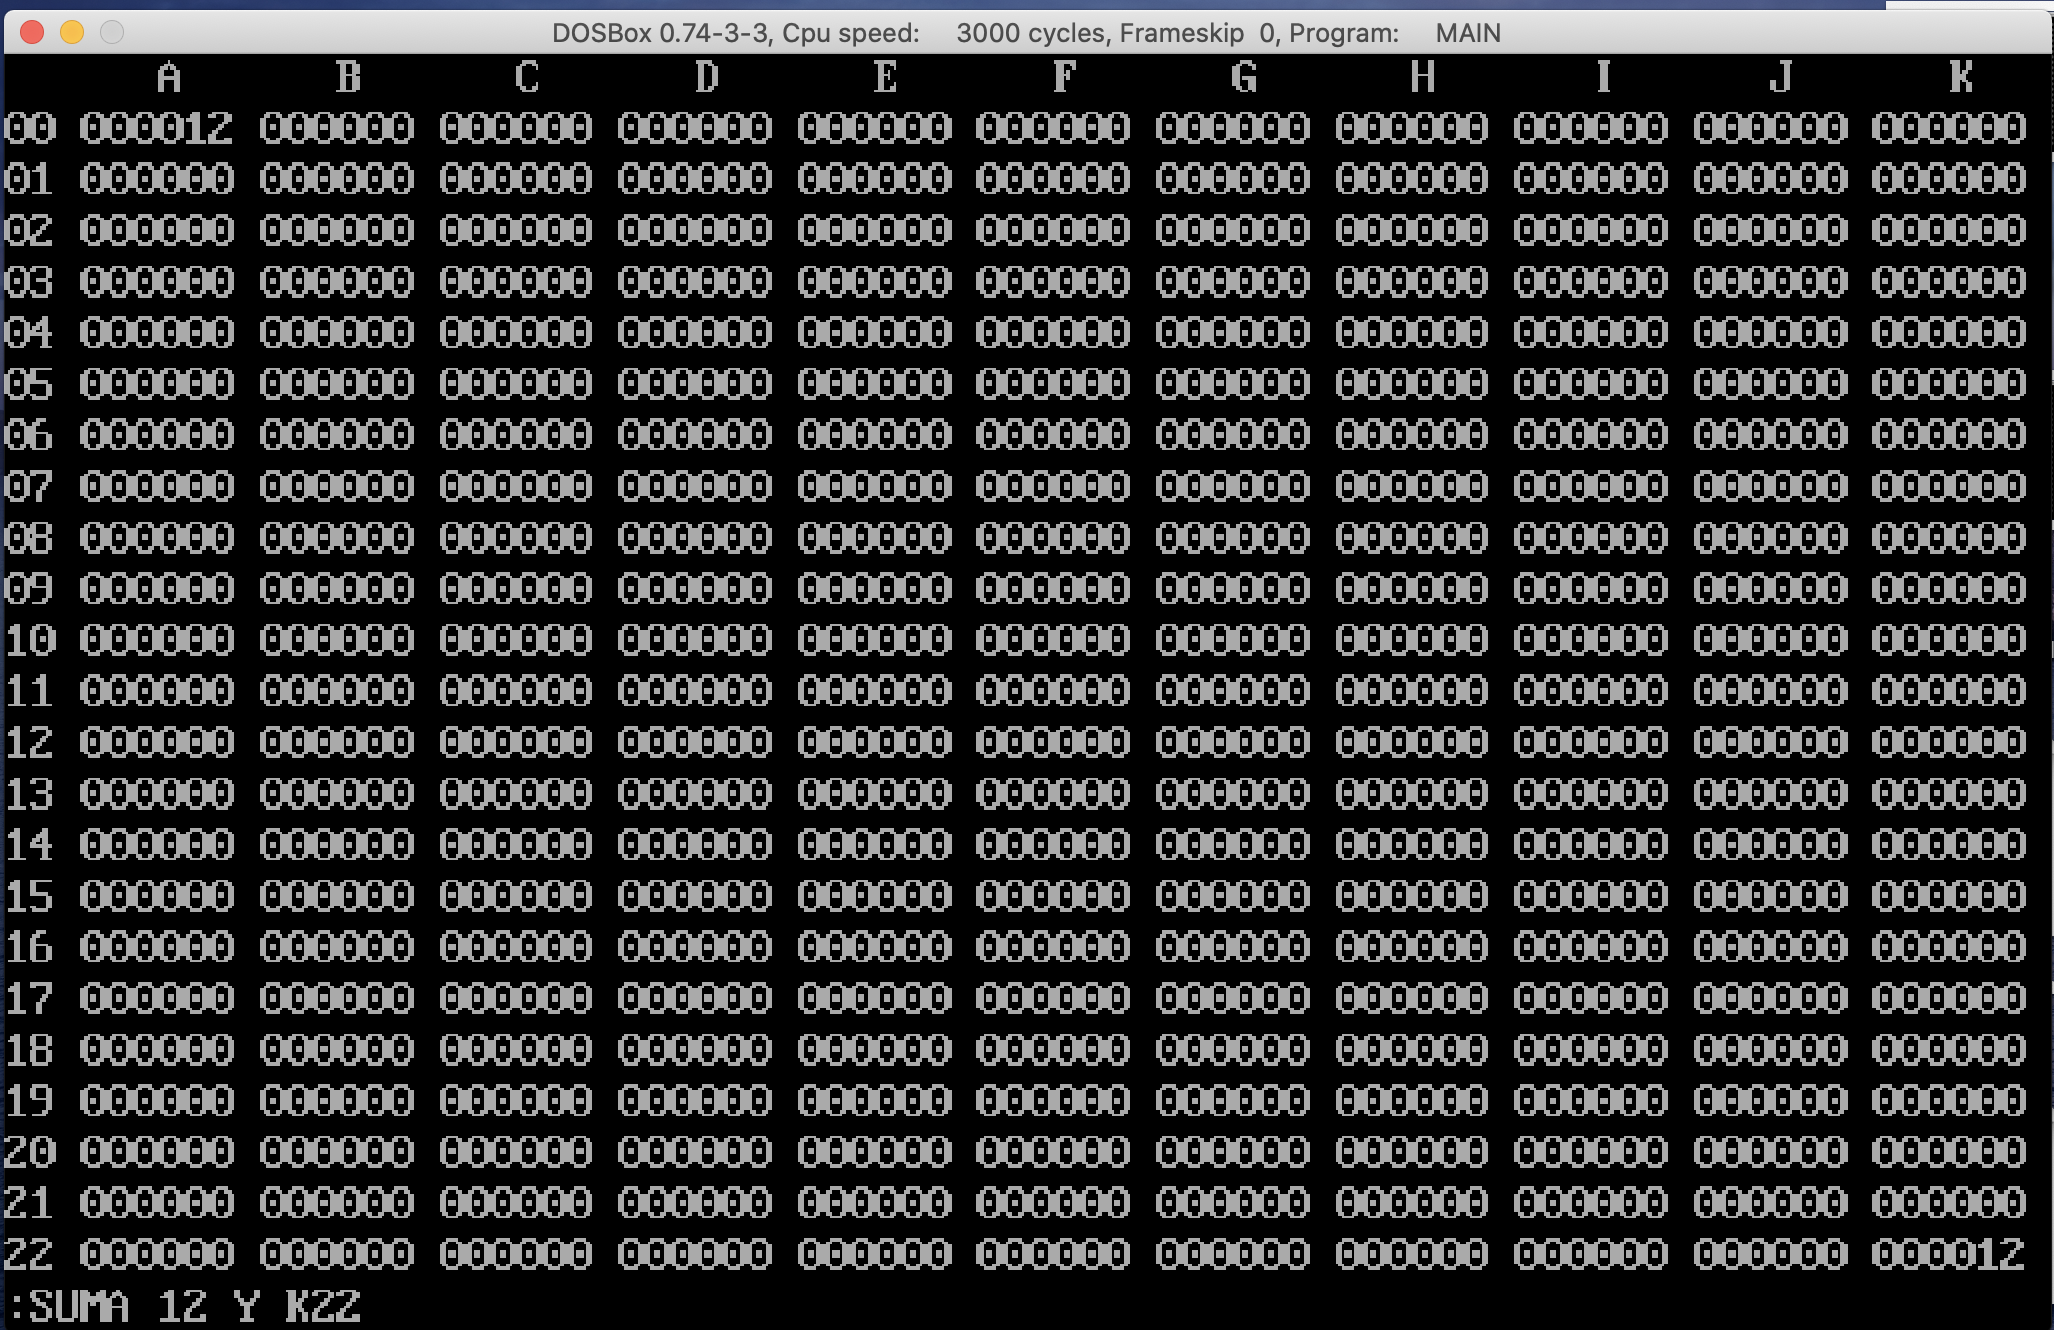 DOSBox 0.74-3-3, Cpu speed: 3000 cycles, Frameskip 0, Program: MAIN
A B C D E F G H I J K
00 000012 000000 000000 000000 000000 000000 000000 000000 000000 000000 000000
01 000000 000000 000000 000000 000000 000000 000000 000000 000000 000000 000000
02 000000 000000 000000 000000 000000 000000 000000 000000 000000 000000 000000
03 000000 000000 000000 000000 000000 000000 000000 000000 000000 000000 000000
04 000000 000000 000000 000000 000000 000000 000000 000000 000000 000000 000000
05 000000 000000 000000 000000 000000 000000 000000 000000 000000 000000 000000
06 000000 000000 000000 000000 000000 000000 000000 000000 000000 000000 000000
07 000000 000000 000000 000000 000000 000000 000000 000000 000000 000000 000000
08 000000 000000 000000 000000 000000 000000 000000 000000 000000 000000 000000
09 000000 000000 000000 000000 000000 000000 000000 000000 000000 000000 000000
10 000000 000000 000000 000000 000000 000000 000000 000000 000000 000000 000000
11 000000 000000 000000 000000 000000 000000 000000 000000 000000 000000 000000
12 000000 000000 000000 000000 000000 000000 000000 000000 000000 000000 000000
13 000000 000000 000000 000000 000000 000000 000000 000000 000000 000000 000000
14 000000 000000 000000 000000 000000 000000 000000 000000 000000 000000 000000
15 000000 000000 000000 000000 000000 000000 000000 000000 000000 000000 000000
16 000000 000000 000000 000000 000000 000000 000000 000000 000000 000000 000000
17 000000 000000 000000 000000 000000 000000 000000 000000 000000 000000 000000
18 000000 000000 000000 000000 000000 000000 000000 000000 000000 000000 000000
19 000000 000000 000000 000000 000000 000000 000000 000000 000000 000000 000000
20 000000 000000 000000 000000 000000 000000 000000 000000 000000 000000 000000
21 000000 000000 000000 000000 000000 000000 000000 000000 000000 000000 000000
22 000000 000000 000000 000000 000000 000000 000000 000000 000000 000000 000012
:SUMA 12 Y K22